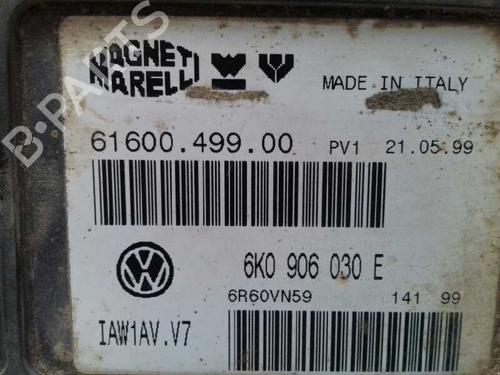 MAGNETI
MARELLI
MADE IN ITALY
61600.499.00 PV1 21.05.99
6K0 906 030 E
6R60VN59 141 99
IAW1AV.V7
B-PARTS